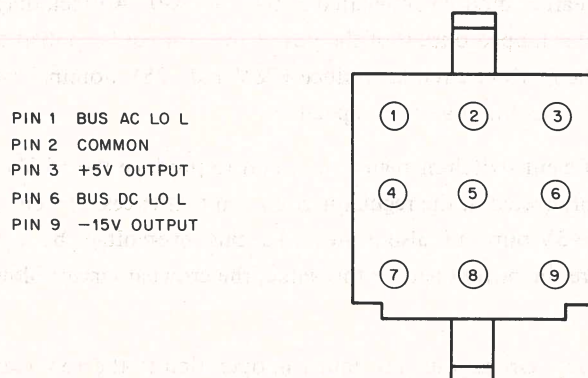 PIN 1 BUS AC LO L
PIN 2 COMMON
PIN 3 +5V OUTPUT
PIN 6 BUS DC LO L
PIN 9 −15V OUTPUT
1 2 3
4 5 6
7 8 9